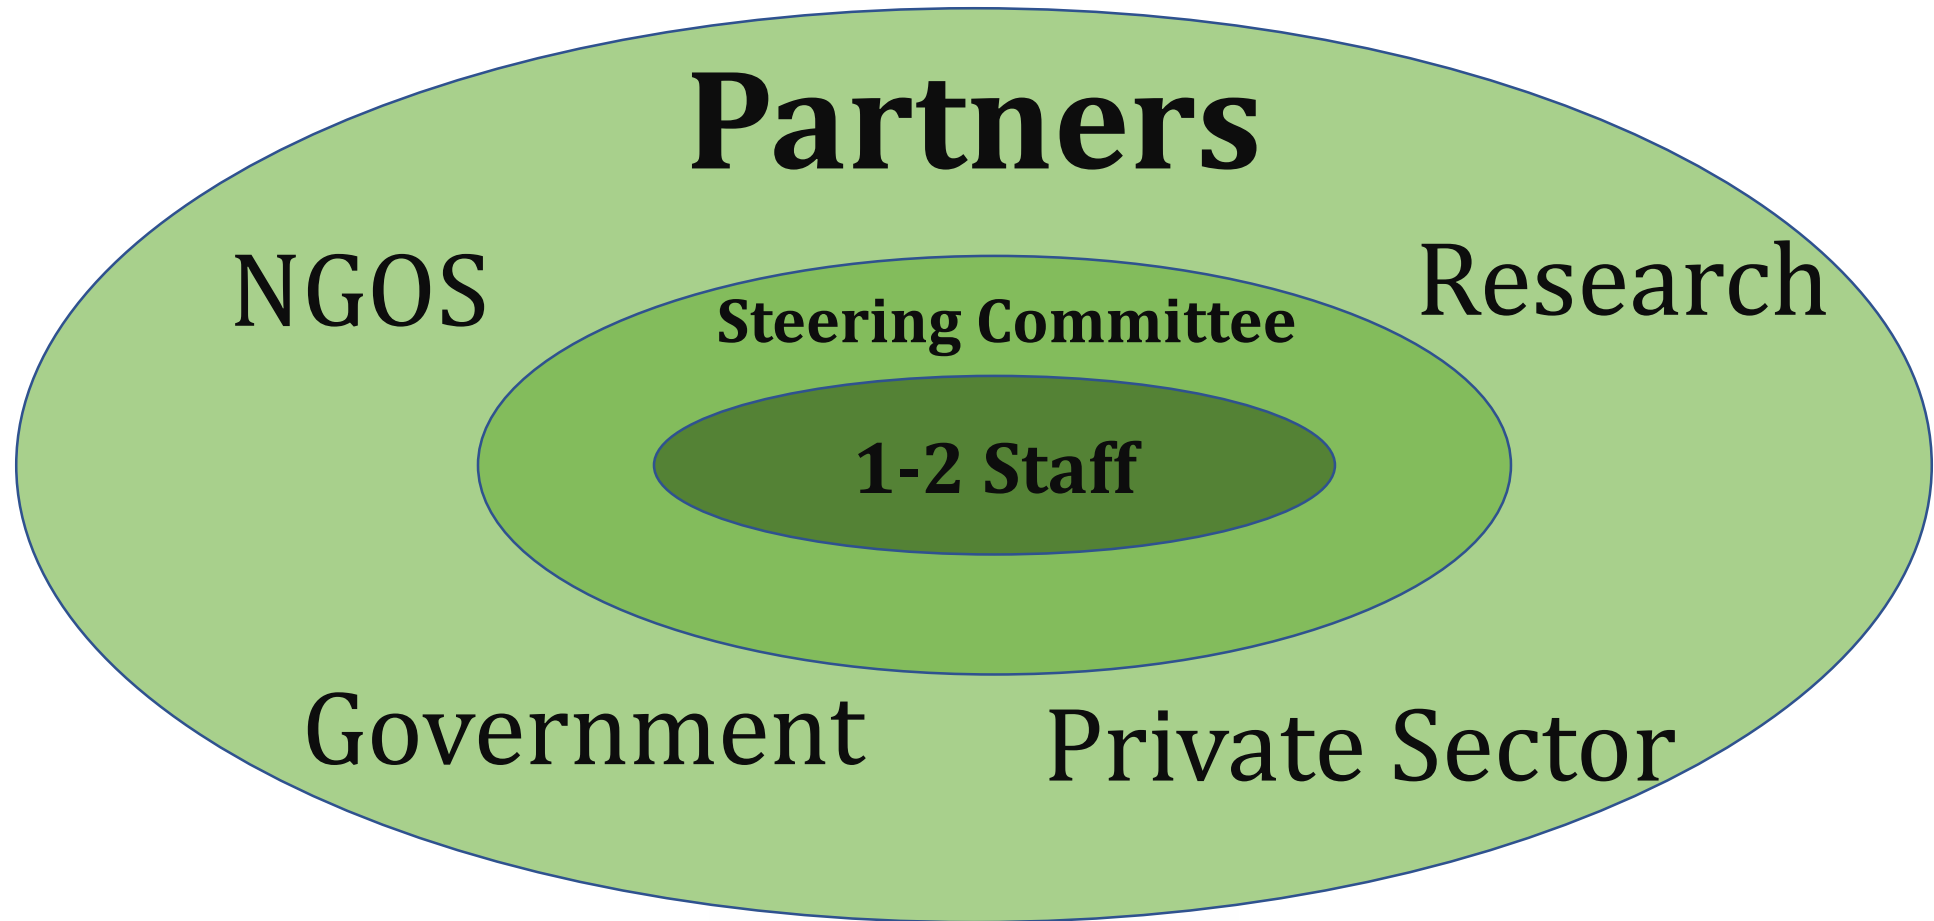 Partners
NGOS
Research
Steering Committee
1-2 Staff
Government
Private Sector